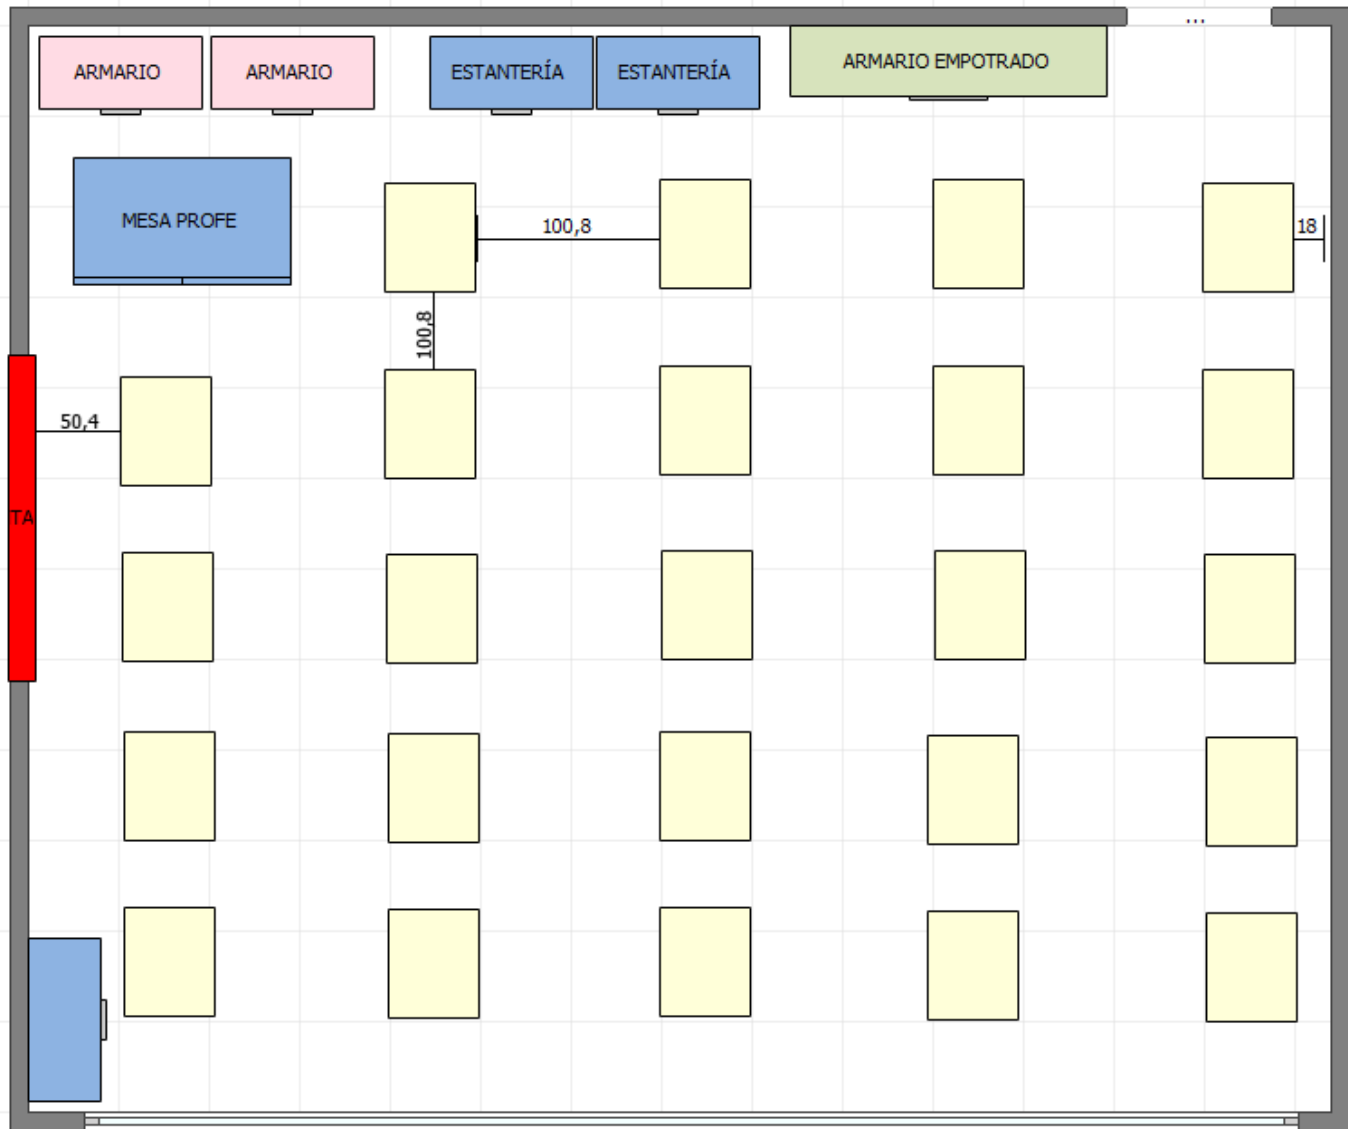 ...
ARMARIO
ARMARIO
ESTANTERÍA
ESTANTERÍA
ARMARIO EMPOTRADO
MESA PROFE
100,8
18
100,8
50,4
TA